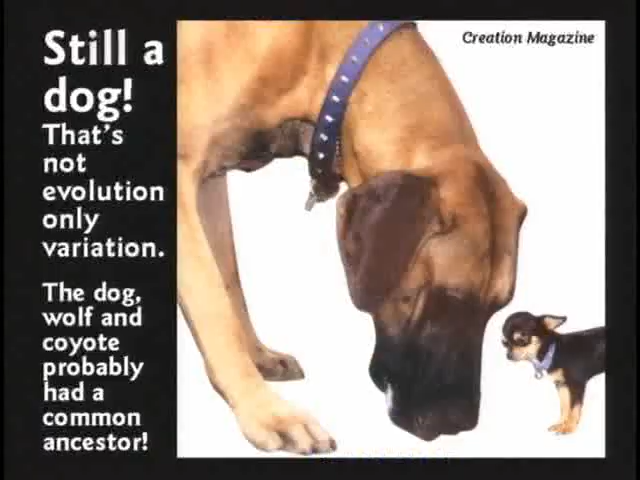 Still a
dog!
That's
not
evolution
only
variation.
The dog,
wolf and
coyote
probably
had a
common
ancestor!
Creation Magazine